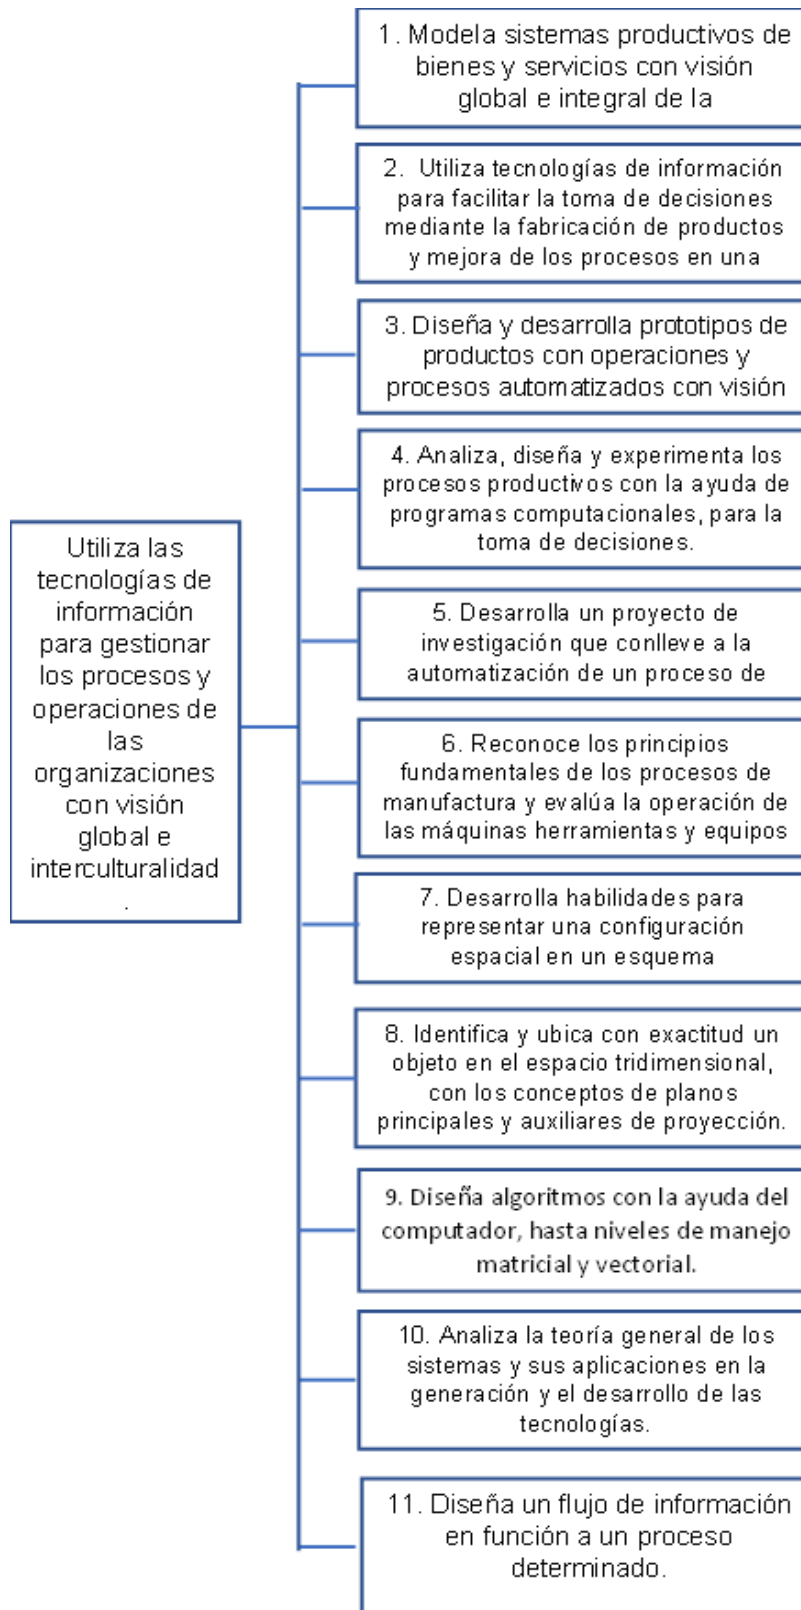 Utiliza las
tecnologías de
información
para gestionar
los procesos y
operaciones de
las
organizaciones
con visión
global e
interculturalidad
.
1. Modela sistemas productivos de
bienes y servicios con visión
global e integral de la
2. Utiliza tecnologías de información
para facilitar la toma de decisiones
mediante la fabricación de productos
y mejora de los procesos en una
3. Diseña y desarrolla prototipos de
productos con operaciones y
procesos automatizados con visión
4. Analiza, diseña y experimenta los
procesos productivos con la ayuda de
programas computacionales, para la
toma de decisiones.
5. Desarrolla un proyecto de
investigación que conlleve a la
automatización de un proceso de
6. Reconoce los principios
fundamentales de los procesos de
manufactura y evalúa la operación de
las máquinas herramientas y equipos
7. Desarrolla habilidades para
representar una configuración
espacial en un esquema
8. Identifica y ubica con exactitud un
objeto en el espacio tridimensional,
con los conceptos de planos
principales y auxiliares de proyección.
9. Diseña algoritmos con la ayuda del
computador, hasta niveles de manejo
matricial y vectorial.
10. Analiza la teoría general de los
sistemas y sus aplicaciones en la
generación y el desarrollo de las
tecnologías.
11. Diseña un flujo de información
en función a un proceso
determinado.